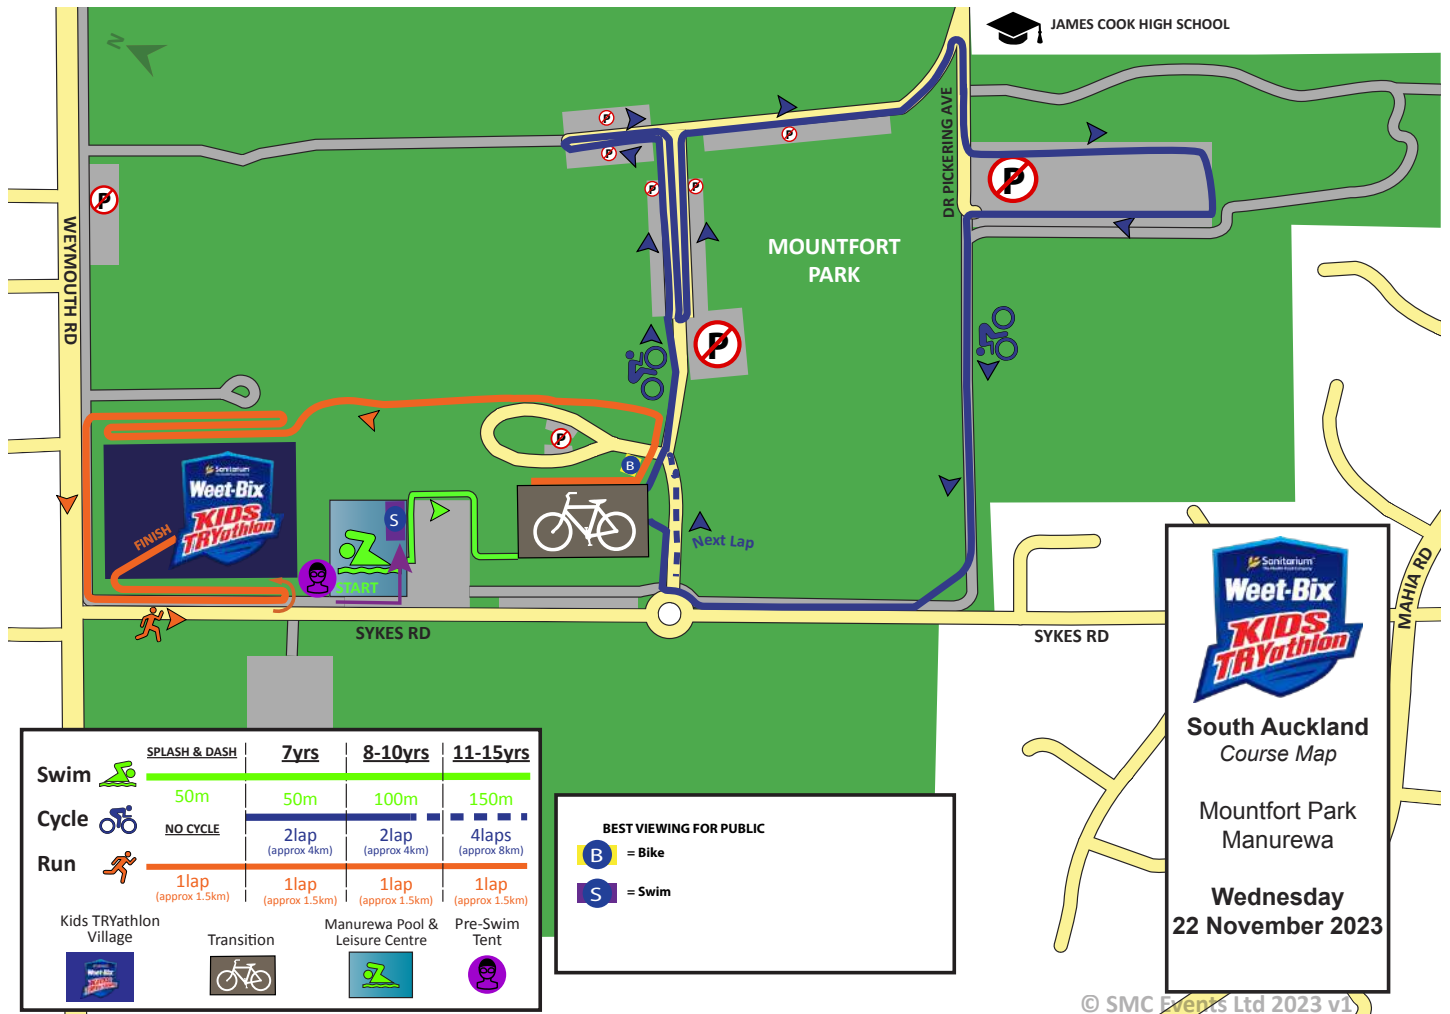 N
JAMES COOK HIGH SCHOOL
DR PICKERING AVE
P
P
P
P
P
P
P
WEYMOUTH RD
MOUNTFORT
PARK
P
P
B
Sanitarium
Weet-Bix
KIDS
TRYathlon
FINISH
S
START
Next Lap
SYKES RD
SYKES RD
MAHIA RD
Sanitarium
Weet-Bix
KIDS
TRYathlon
South Auckland
Course Map
Mountfort Park
Manurewa
Wednesday
22 November 2023
SPLASH & DASH 7yrs 8-10yrs 11-15yrs
Swim
50m 50m 100m 150m
Cycle
NO CYCLE 2lap 2lap 4laps
(approx 4km) (approx 4km) (approx 8km)
Run
1lap 1lap 1lap 1lap
(approx 1.5km) (approx 1.5km) (approx 1.5km) (approx 1.5km)
Kids TRYathlon
Village
Transition
Manurewa Pool &
Leisure Centre
Pre-Swim
Tent
Weet-Bix
KIDS
BEST VIEWING FOR PUBLIC
B = Bike
S = Swim
© SMC Events Ltd 2023 v1